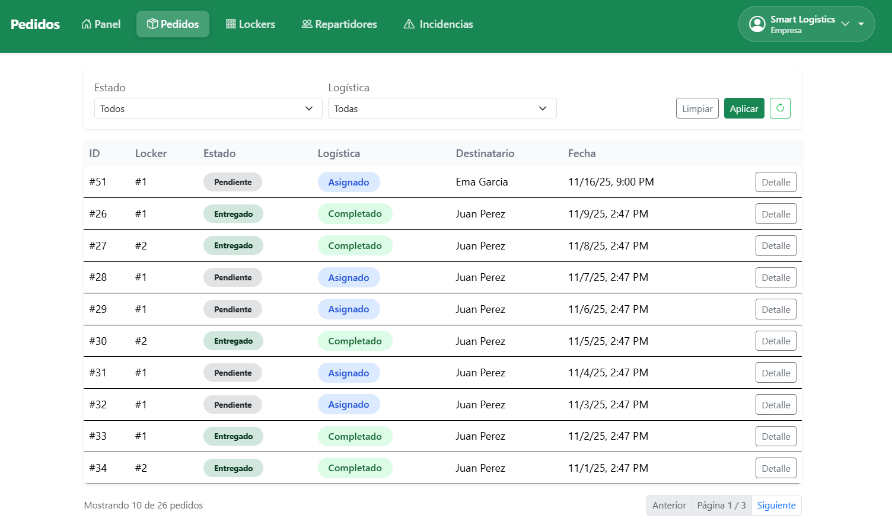 Pedidos Panel Pedidos Lockers Repartidores Incidencias Smart Logistics
Empresa
Estado Logística
Todos Todas Limpiar Aplicar
ID Locker Estado Logística Destinatario Fecha
#51 #1 Pendiente Asignado Ema Garcia 11/16/25, 9:00 PM Detalle
#26 #1 Entregado Completado Juan Perez 11/9/25, 2:47 PM Detalle
#27 #2 Entregado Completado Juan Perez 11/8/25, 2:47 PM Detalle
#28 #1 Pendiente Asignado Juan Perez 11/7/25, 2:47 PM Detalle
#29 #1 Pendiente Asignado Juan Perez 11/6/25, 2:47 PM Detalle
#30 #2 Entregado Completado Juan Perez 11/5/25, 2:47 PM Detalle
#31 #1 Pendiente Asignado Juan Perez 11/4/25, 2:47 PM Detalle
#32 #1 Pendiente Asignado Juan Perez 11/3/25, 2:47 PM Detalle
#33 #1 Entregado Completado Juan Perez 11/2/25, 2:47 PM Detalle
#34 #2 Entregado Completado Juan Perez 11/1/25, 2:47 PM Detalle
Mostrando 10 de 26 pedidos Anterior Página 1 / 3 Siguiente